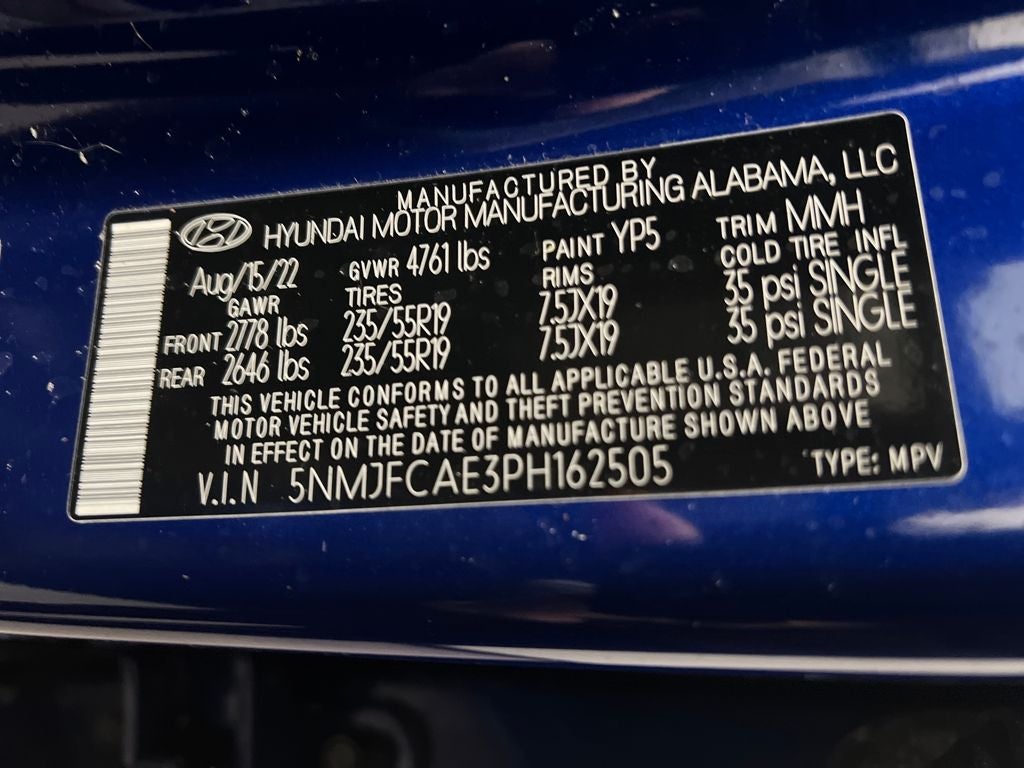 MANUFACTURED BY
HYUNDAI MOTOR MANUFACTURING ALABAMA, LLC
Aug/15/22 GVWR 4761 lbs PAINT YP5 TRIM MMH
GAWR TIRES RIMS COLD TIRE INFL
FRONT 2778 lbs 235/55R19 7.5JX19 35 psi SINGLE
REAR 2646 lbs 235/55R19 7.5JX19 35 psi SINGLE
THIS VEHICLE CONFORMS TO ALL APPLICABLE U.S.A. FEDERAL
MOTOR VEHICLE SAFETY AND THEFT PREVENTION STANDARDS
IN EFFECT ON THE DATE OF MANUFACTURE SHOWN ABOVE
V.I.N 5NMJFCAE3PH162505 TYPE: MPV